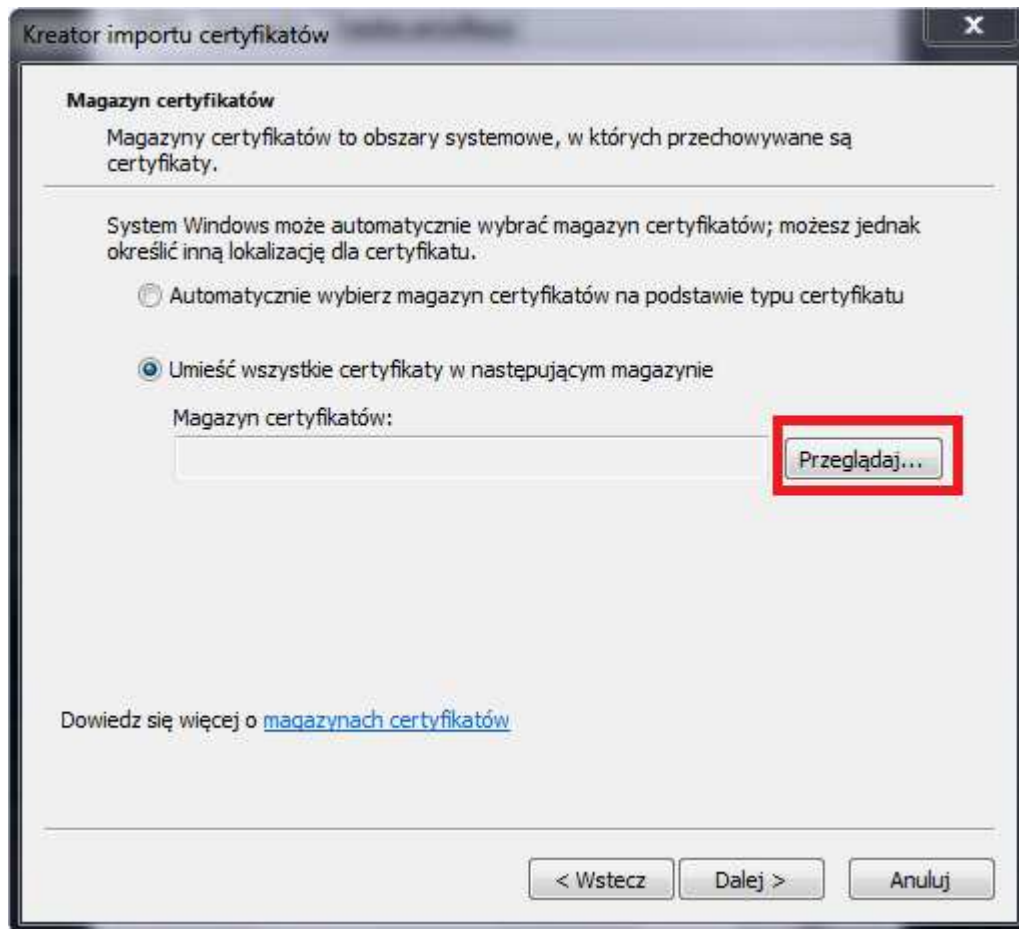 Kreator importu certyfikatów
Magazyn certyfikatów
Magazyny certyfikatów to obszary systemowe, w których przechowywane są
certyfikaty.
System Windows może automatycznie wybrać magazyn certyfikatów; możesz jednak
określić inną lokalizację dla certyfikatu.
Automatycznie wybierz magazyn certyfikatów na podstawie typu certyfikatu
Umieść wszystkie certyfikaty w następującym magazynie
Magazyn certyfikatów:
Przeglądaj...
Dowiedz się więcej o magazynach certyfikatów
< Wstecz
Dalej >
Anuluj